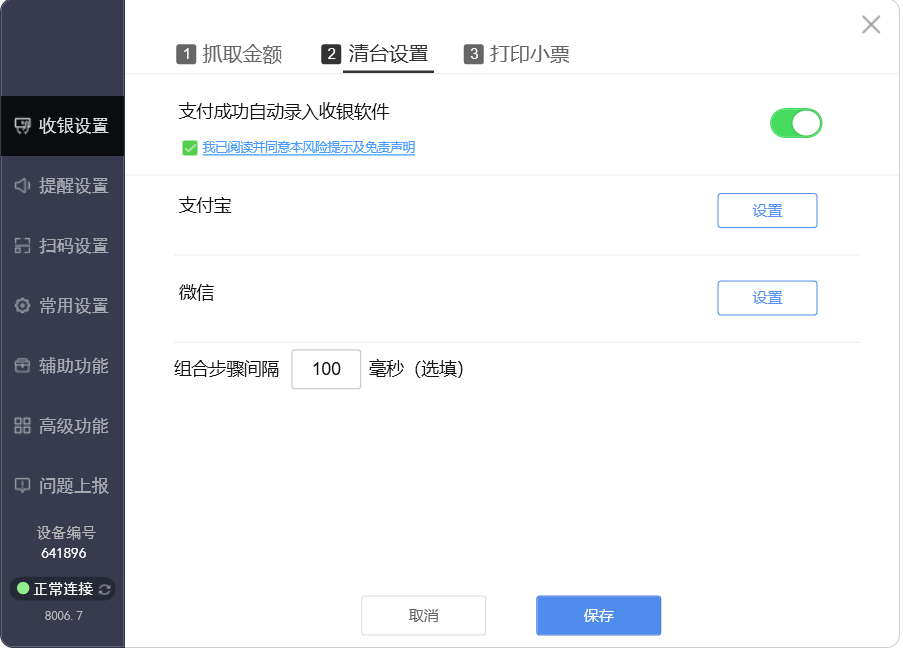 1 抓取金额 2 清台设置 3 打印小票
收银设置
提醒设置
扫码设置
常用设置
辅助功能
高级功能
问题上报
设备编号
641896
正常连接
8006.7
支付成功自动录入收银软件
我已阅读并同意本风险提示及免责声明
支付宝 设置
微信 设置
组合步骤间隔 100 毫秒（选填）
取消 保存